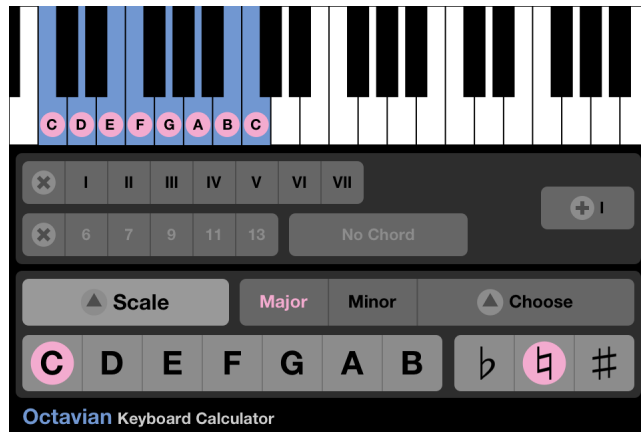 C D E F G A B C
I II III IV V VI VII
I
6 7 9 11 13 No Chord
Scale Major Minor Choose
C D E F G A B ♭ ♮ ♯
Octavian Keyboard Calculator